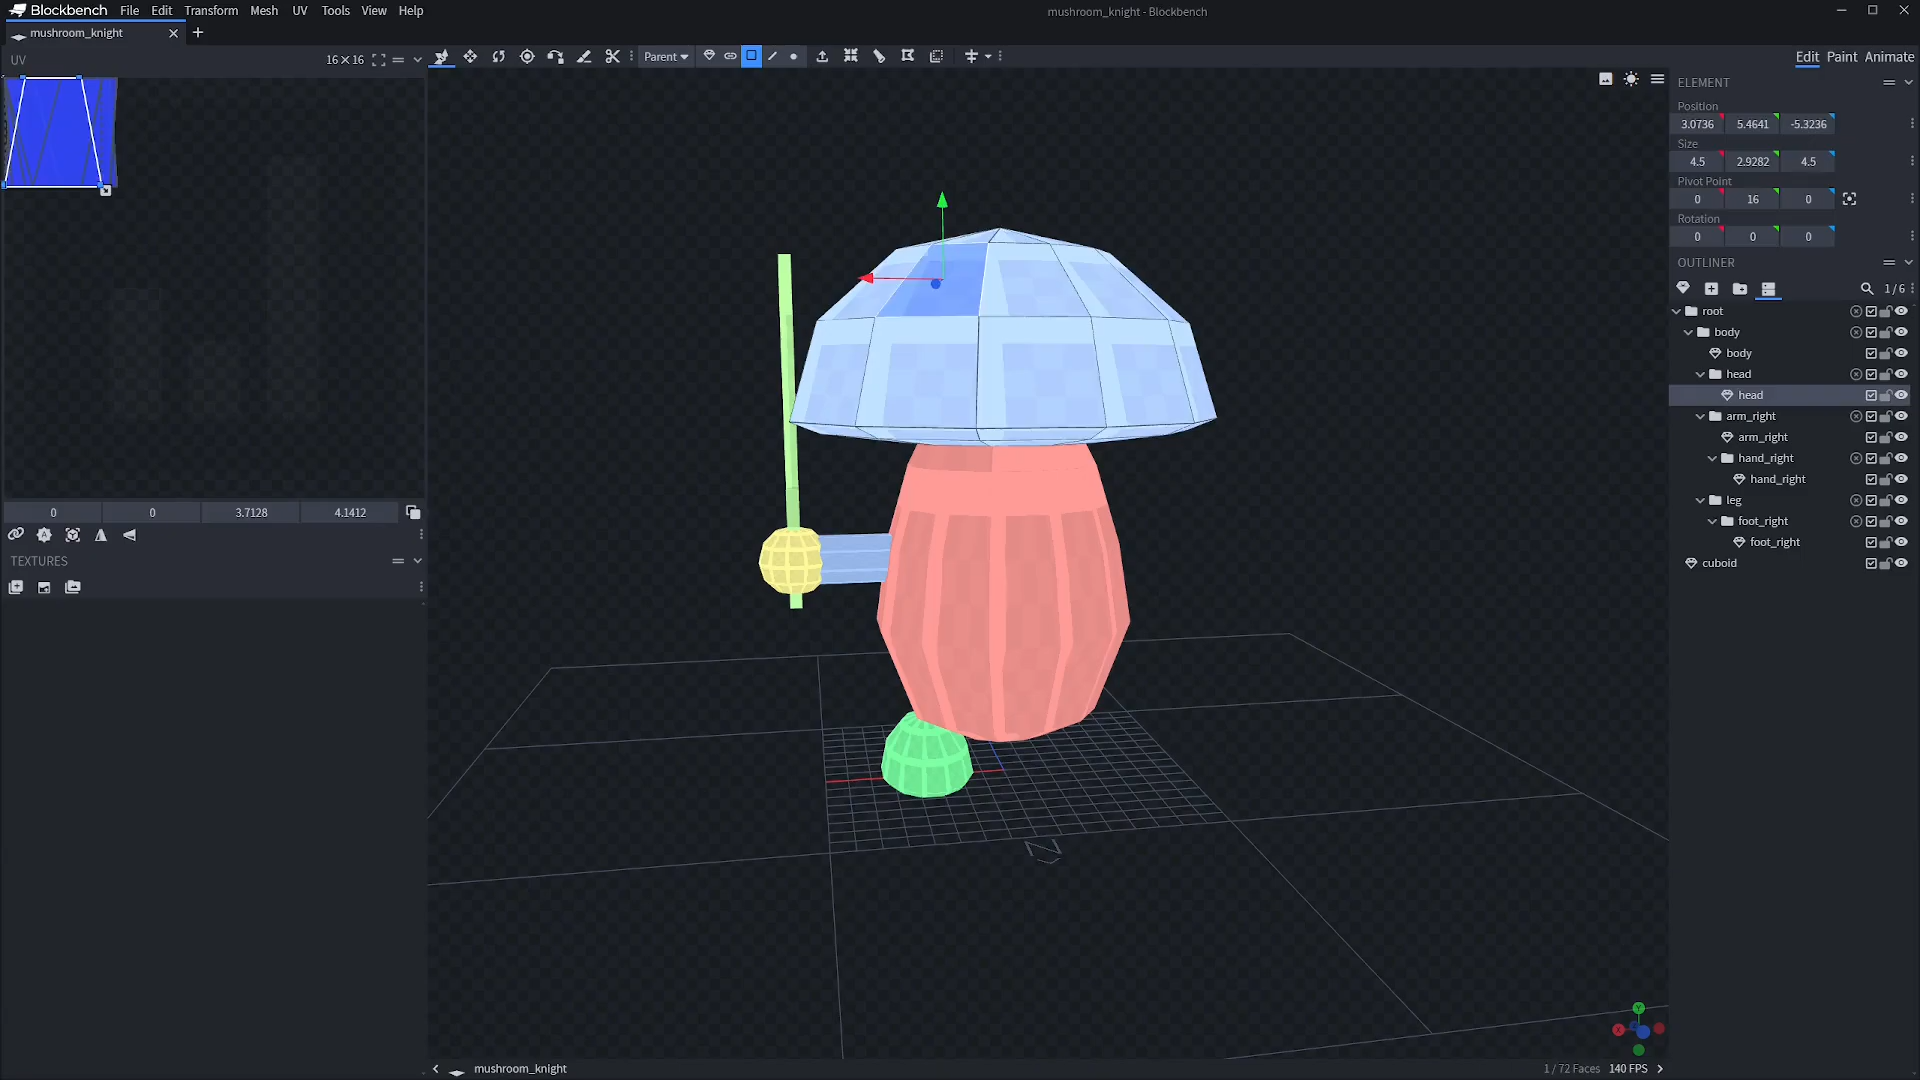 Blockbench File Edit Transform Mesh UV Tools View Help
mushroom_knight - Blockbench
mushroom_knight
UV
16×16
Parent
Edit Paint Animate
ELEMENT
Position
3.0736 5.4641 -5.3236
Size
4.5 2.9282 4.5
Pivot Point
0 16 0
Rotation
0 0 0
OUTLINER
1/6
root
body
body
head
head
arm_right
arm_right
hand_right
hand_right
leg
foot_right
foot_right
cuboid
0 0 3.7128 4.1412
TEXTURES
N
Y
X
mushroom_knight
1/72 Faces 140 FPS